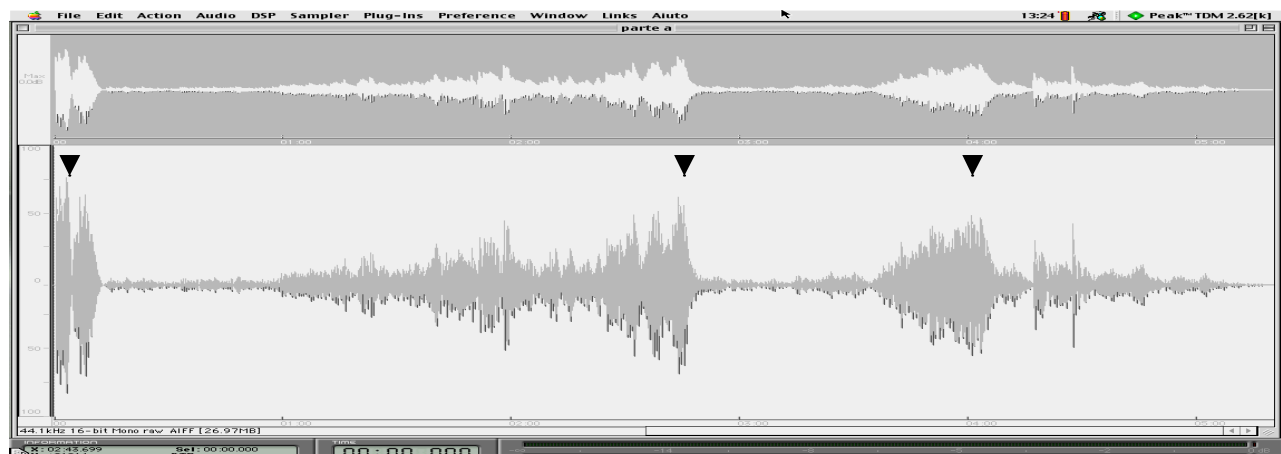 File Edit Action Audio DSP Sampler Plug-Ins Preference Window Links Aiuto 13:24 Peak™ TDM 2.62[k]
parte a
Max
0.0dB
:00 01:00 02:00 03:00 04:00 05:00
100
50
0
50
100
:00 01:00 02:00 03:00 04:00 05:00
44.1kHz 16-bit Mono raw AIFF [26.97MB]
INFORMATION TIME
X: 02:43.699 Sel: 00:00.000